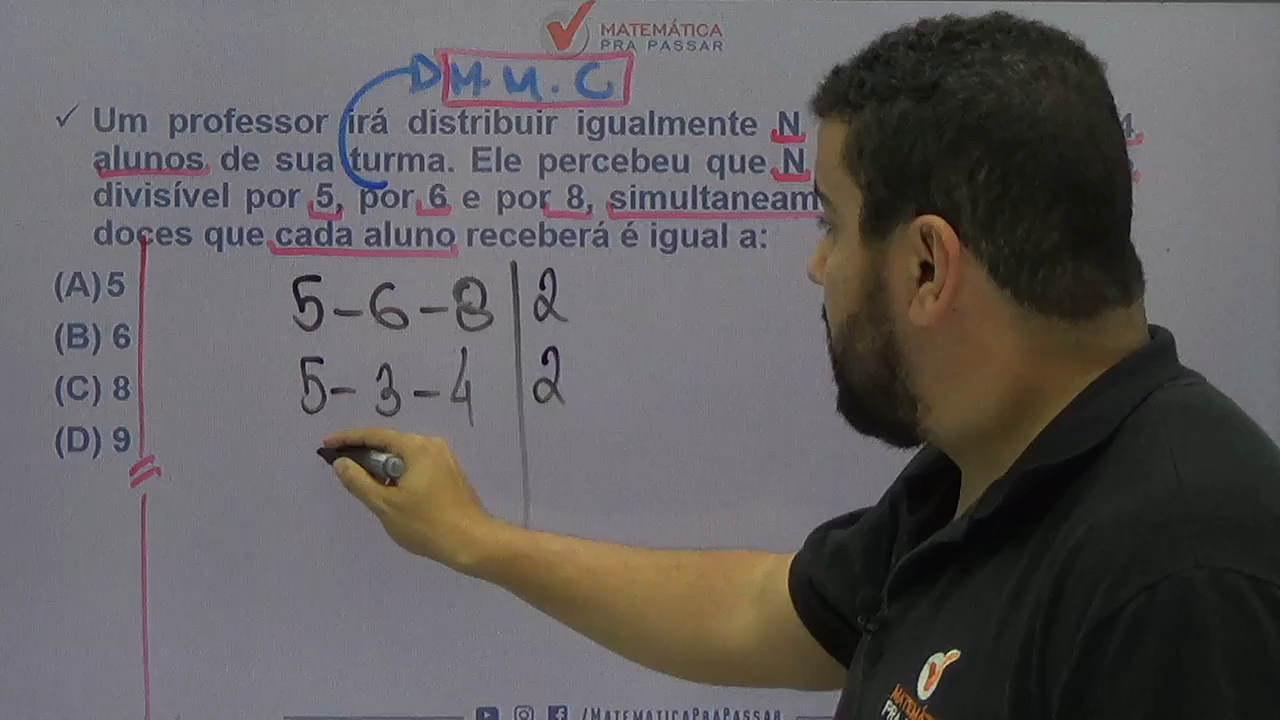 MATEMÁTICA
PRA PASSAR
M.M.C
✓ Um professor irá distribuir igualmente N 4
alunos de sua turma. Ele percebeu que N
divisível por 5, por 6 e por 8, simultaneam
doces que cada aluno receberá é igual a:
(A) 5
(B) 6
(C) 8
(D) 9
5-6-8 | 2
5-3-4 | 2
/MATEMATICAPRAPASSAR